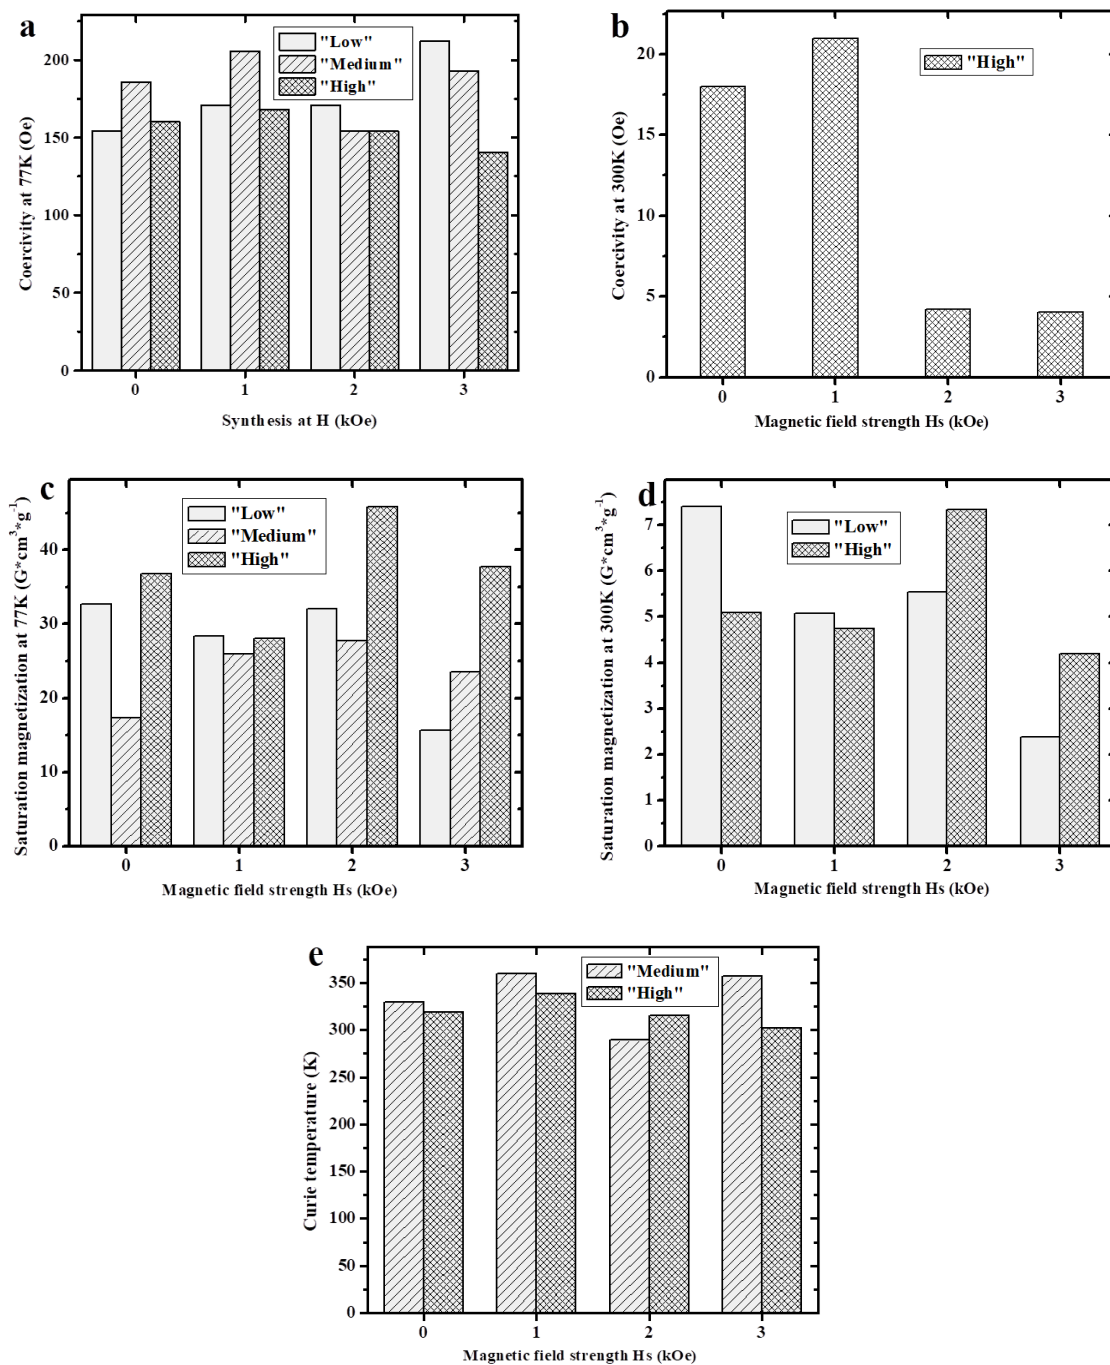 a
"Low"
"Medium"
"High"
200
150
100
50
0
Coercivity at 77K (Oe)
0 1 2 3
Synthesis at H (kOe)
b
"High"
20
15
10
5
0
Coercivity at 300K (Oe)
0 1 2 3
Magnetic field strength Hs (kOe)
c
"Low"
"Medium"
"High"
40
30
20
10
0
Saturation magnetization at 77K (G*cm³*g⁻¹)
0 1 2 3
Magnetic field strength Hs (kOe)
d
"Low"
"High"
7
6
5
4
3
2
1
0
Saturation magnetization at 300K (G*cm³*g⁻¹)
0 1 2 3
Magnetic field strength Hs (kOe)
e
"Medium"
"High"
350
300
250
200
150
100
50
0
Curie temperature (K)
0 1 2 3
Magnetic field strength Hs (kOe)